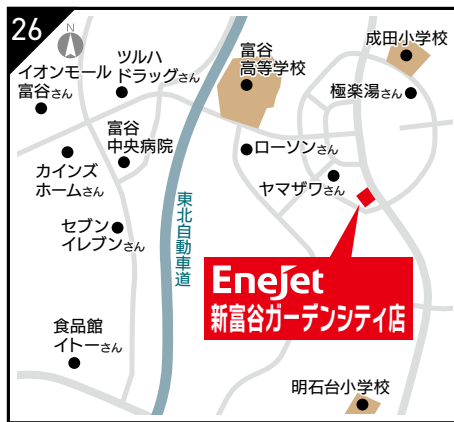 26
N
イオンモール
富谷さん
ツルハ
ドラッグさん
富谷
高等学校
成田小学校
極楽湯さん
富谷
中央病院
カインズ
ホームさん
ローソンさん
ヤマザワさん
セブン
イレブンさん
東北自動車道
EneJet
新富谷ガーデンシティ店
食品館
イトーさん
明石台小学校